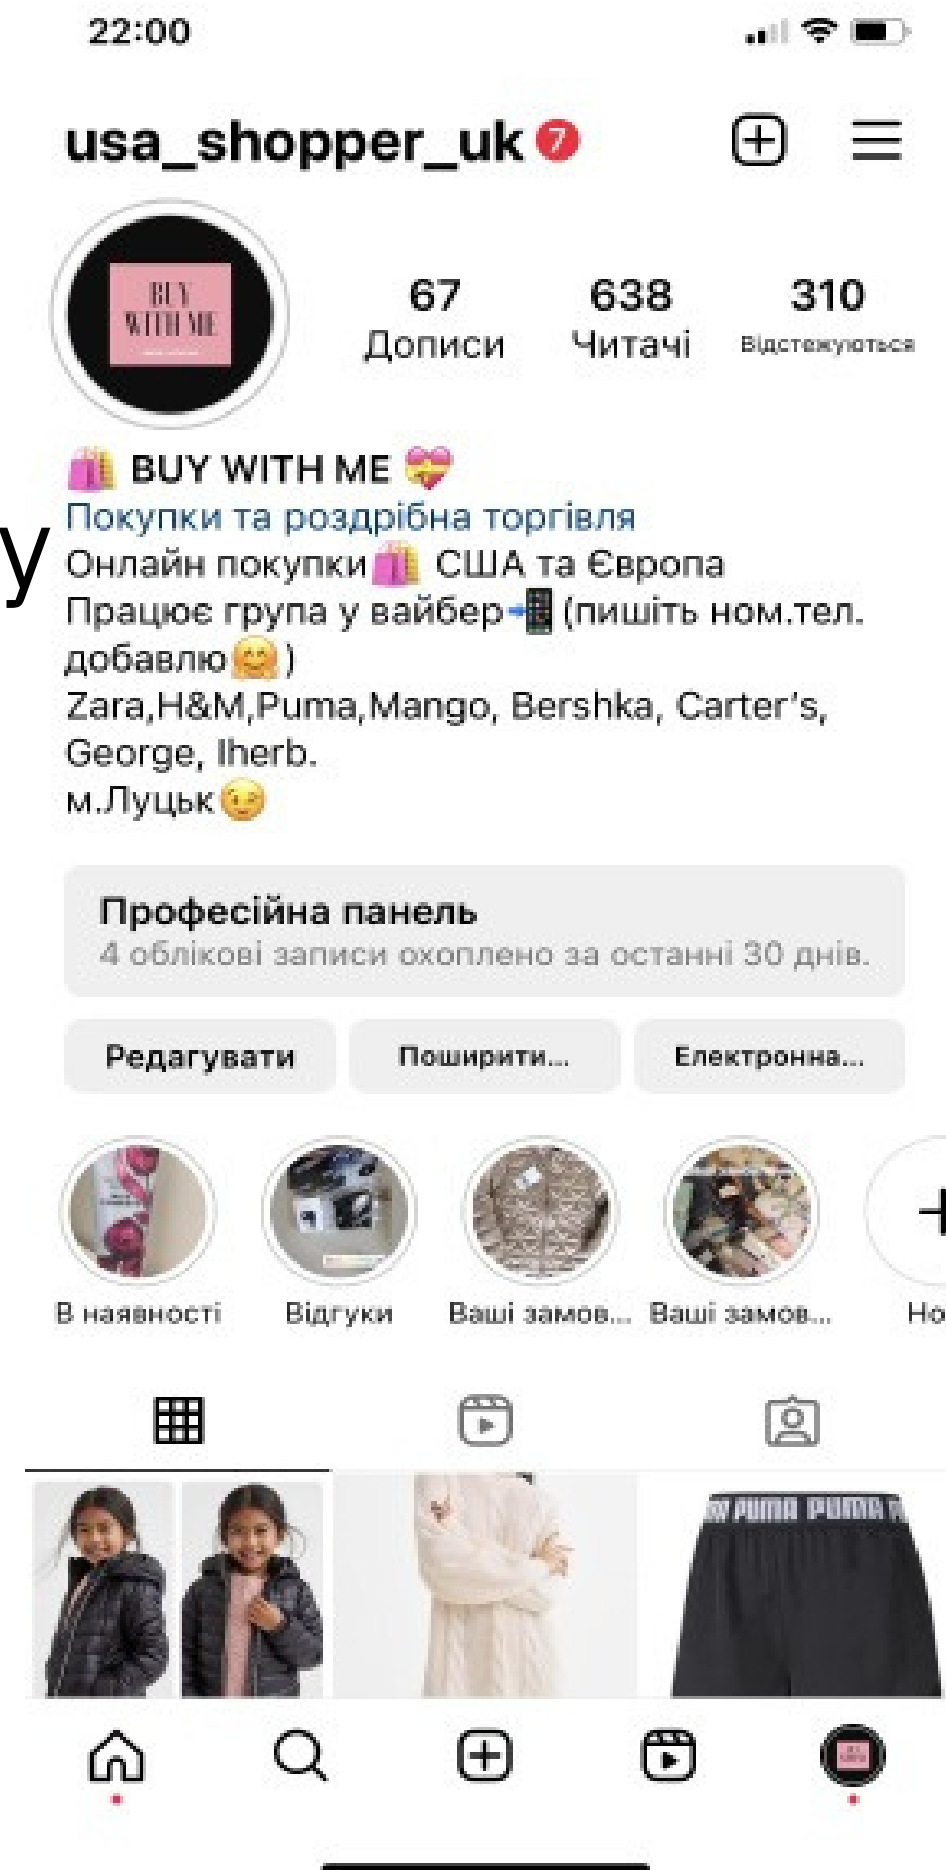 22:00
usa_shopper_uk 7
BUY
WITH ME
67 638 310
Дописи Читачі Відстежуються
🛍️ BUY WITH ME 💝
Покупки та роздрібна торгівля
у
Онлайн покупки🛍️ США та Європа
Працює група у вайбер📲(пишіть ном.тел.
добавлю🤗)
Zara,H&M,Puma,Mango, Bershka, Carter's,
George, Iherb.
м.Луцьк😉
Професійна панель
4 облікові записи охоплено за останні 30 днів.
Редагувати Поширити... Електронна...
В наявності Відгуки Ваші замов... Ваші замов... Но
PUMA PUMA